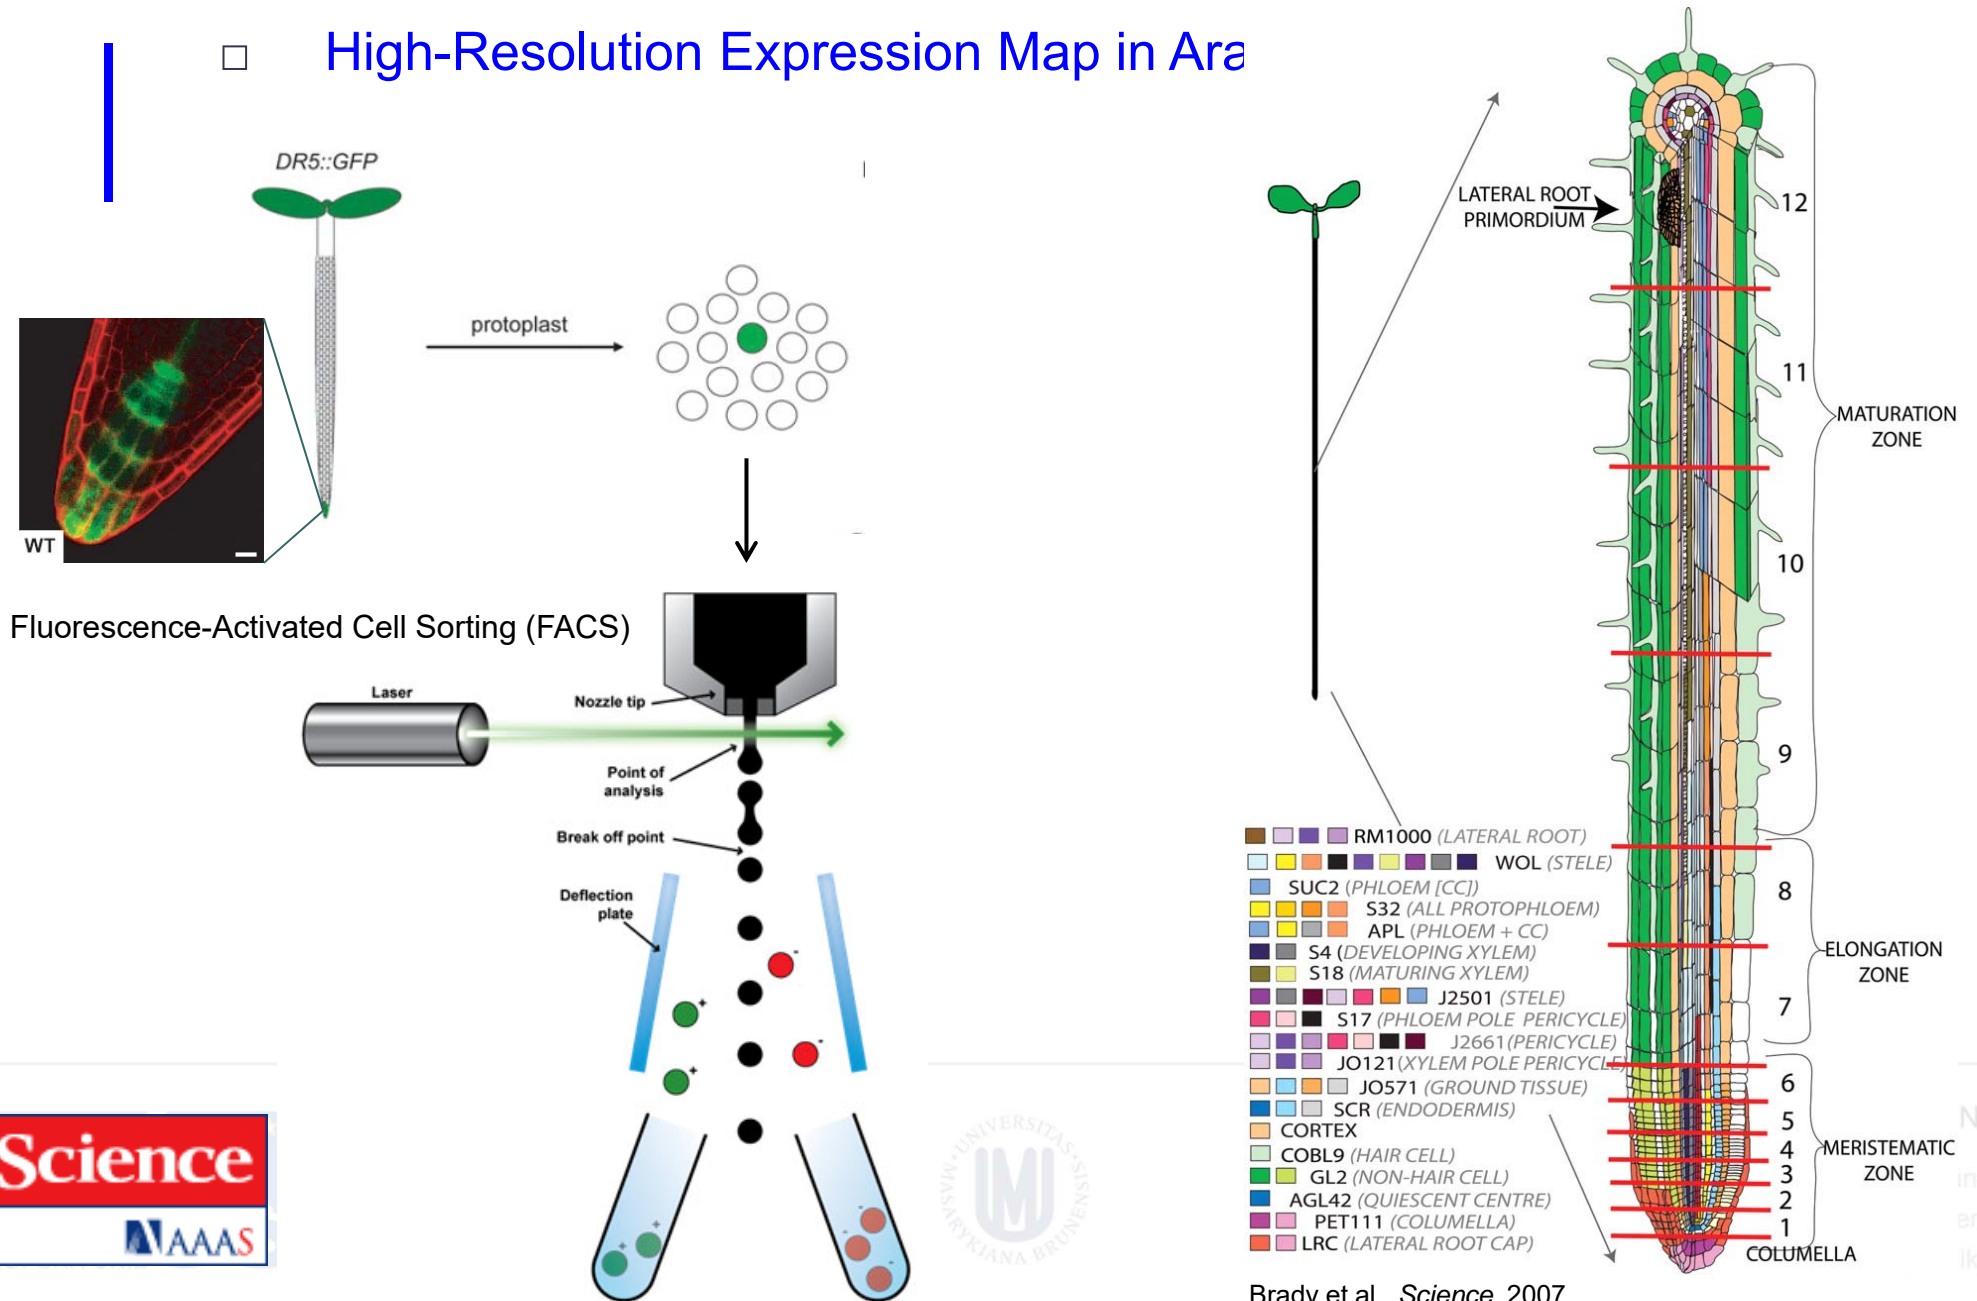 □ High-Resolution Expression Map in Ara
DR5::GFP
protoplast
WT
Fluorescence-Activated Cell Sorting (FACS)
Laser
Nozzle tip
Point of
analysis
Break off point
Deflection
plate
+
+
-
-
+
+
-
-
-
Science
AAAS
UNIVERSITAS
MASARYKIANA BRUNENSIS
LATERAL ROOT
PRIMORDIUM
12
11
10
9
8
7
6
5
4
3
2
1
MATURATION
ZONE
ELONGATION
ZONE
MERISTEMATIC
ZONE
COLUMELLA
RM1000 (LATERAL ROOT)
WOL (STELE)
SUC2 (PHLOEM [CC])
S32 (ALL PROTOPHLOEM)
APL (PHLOEM + CC)
S4 (DEVELOPING XYLEM)
S18 (MATURING XYLEM)
J2501 (STELE)
S17 (PHLOEM POLE PERICYCLE)
J2661(PERICYCLE)
JO121(XYLEM POLE PERICYCLE)
JO571 (GROUND TISSUE)
SCR (ENDODERMIS)
CORTEX
COBL9 (HAIR CELL)
GL2 (NON-HAIR CELL)
AGL42 (QUIESCENT CENTRE)
PET111 (COLUMELLA)
LRC (LATERAL ROOT CAP)
Brady et al., Science, 2007